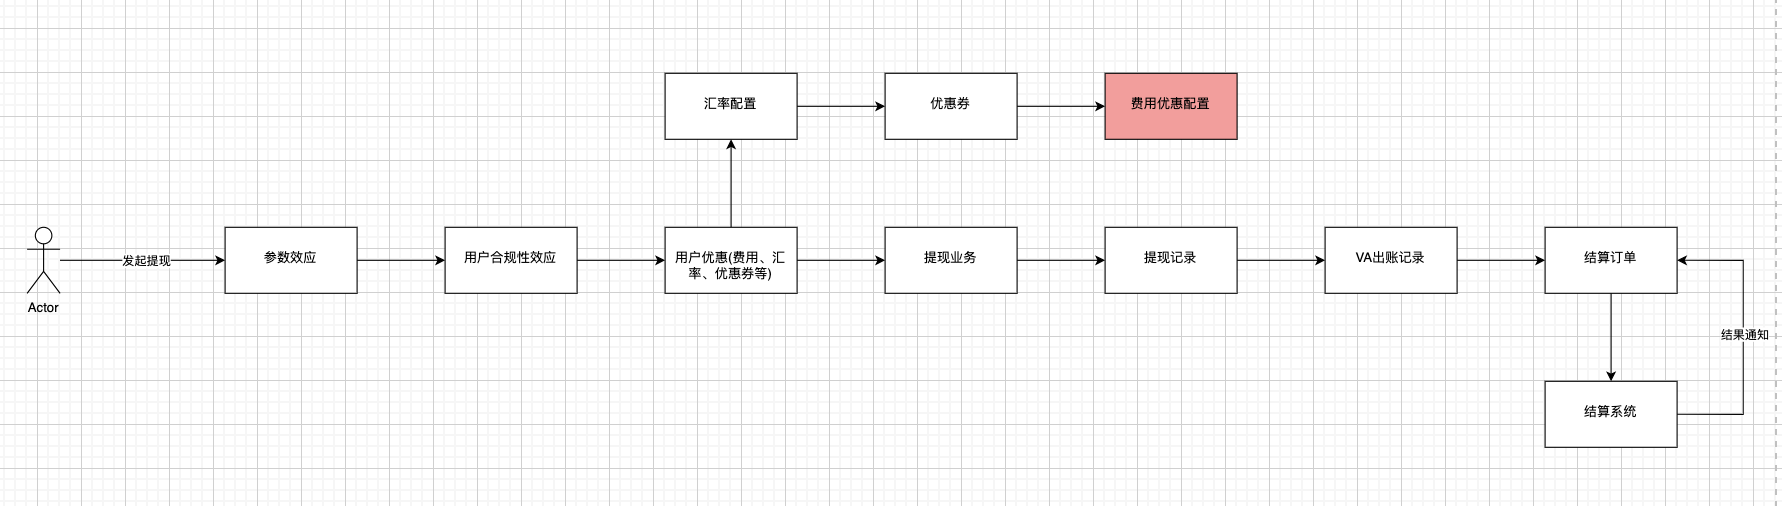 汇率配置
优惠券
费用优惠配置
Actor
发起提现
参数效应
用户合规性效应
用户优惠(费用、汇
率、优惠券等)
提现业务
提现记录
VA出账记录
结算订单
结果通知
结算系统